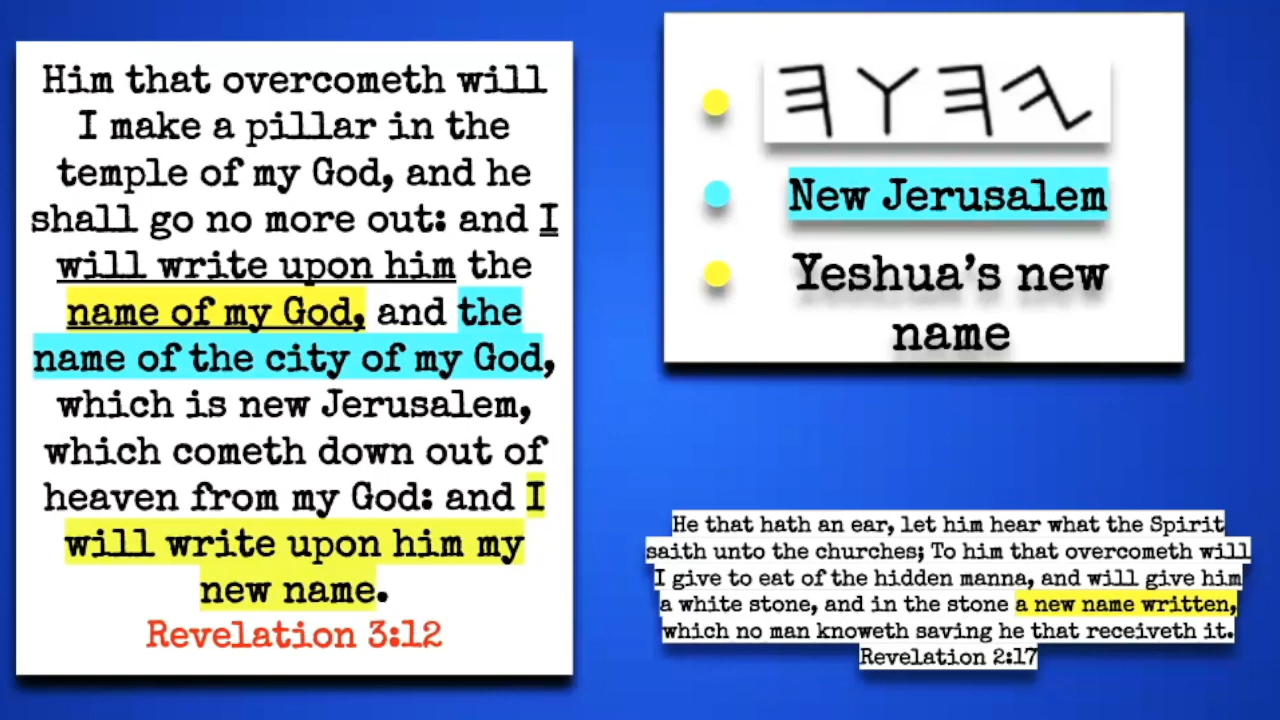 Him that overcometh will
I make a pillar in the
temple of my God, and he
shall go no more out: and I
will write upon him the
name of my God, and the
name of the city of my God,
which is new Jerusalem,
which cometh down out of
heaven from my God: and I
will write upon him my
new name.
Revelation 3:12
𐤉𐤄𐤅𐤄
New Jerusalem
Yeshua's new
name
He that hath an ear, let him hear what the Spirit
saith unto the churches; To him that overcometh will
I give to eat of the hidden manna, and will give him
a white stone, and in the stone a new name written,
which no man knoweth saving he that receiveth it.
Revelation 2:17